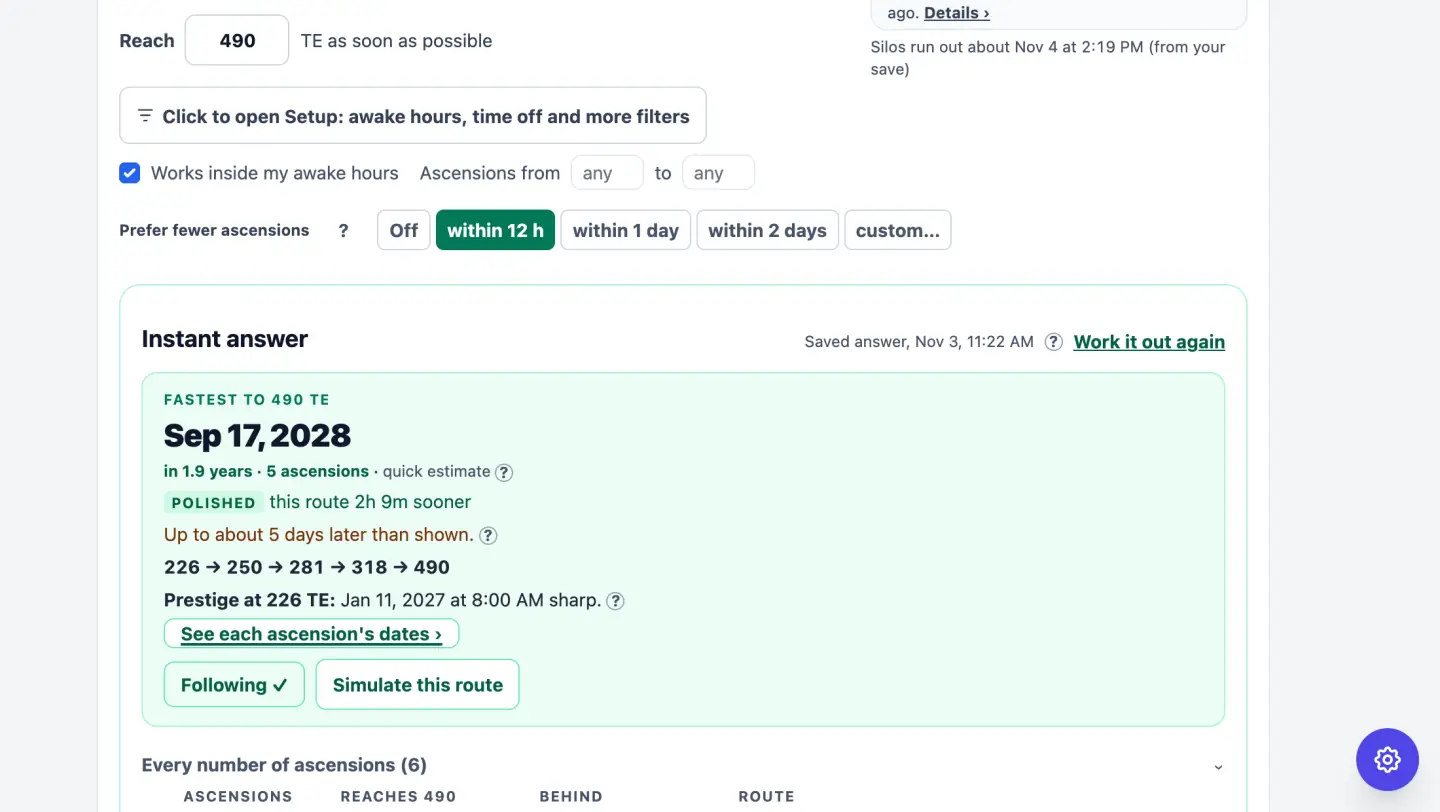 ago. Details ›
Reach 490 TE as soon as possible
Silos run out about Nov 4 at 2:19 PM (from your
save)
Click to open Setup: awake hours, time off and more filters
Works inside my awake hours Ascensions from any to any
Prefer fewer ascensions ? Off within 12 h within 1 day within 2 days custom...
Instant answer
Saved answer, Nov 3, 11:22 AM ? Work it out again
FASTEST TO 490 TE
Sep 17, 2028
in 1.9 years · 5 ascensions · quick estimate ?
POLISHED this route 2h 9m sooner
Up to about 5 days later than shown. ?
226 → 250 → 281 → 318 → 490
Prestige at 226 TE: Jan 11, 2027 at 8:00 AM sharp. ?
See each ascension's dates ›
Following ✓ Simulate this route
Every number of ascensions (6)
ASCENSIONS REACHES 490 BEHIND ROUTE